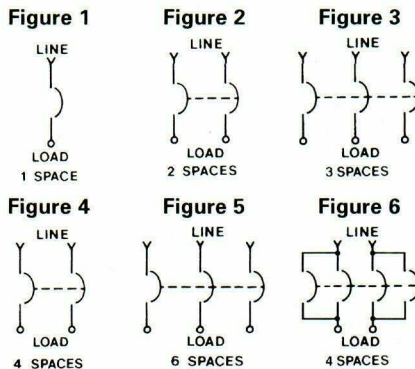 Figure 1
LINE
LOAD
1 SPACE
Figure 2
LINE
LOAD
2 SPACES
Figure 3
LINE
LOAD
3 SPACES
Figure 4
LINE
LOAD
4 SPACES
Figure 5
LINE
LOAD
6 SPACES
Figure 6
LINE
LOAD
4 SPACES